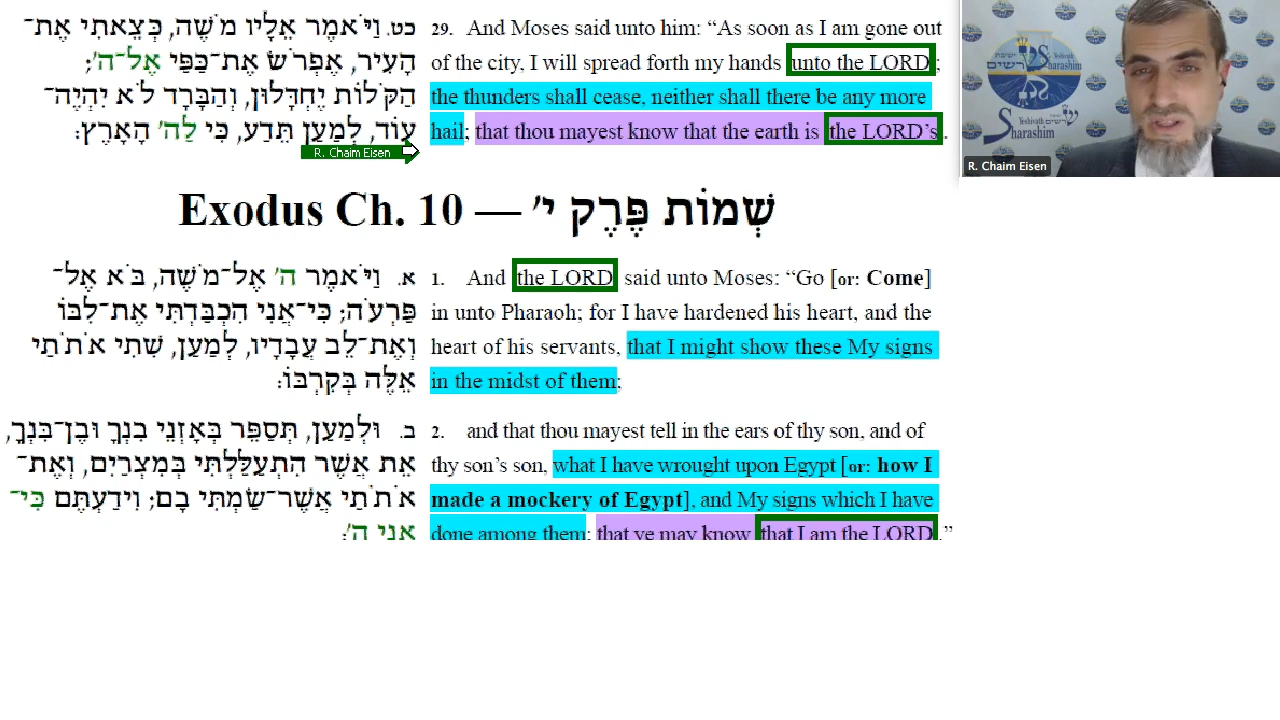 כט. וַיֹּאמֶר אֵלָיו מֹשֶׁה, כְּצֵאתִי אֶת־
הָעִיר, אֶפְרֹשׂ אֶת־כַּפַּי אֶל־ה';
הַקֹּלוֹת יֶחְדָּלוּן, וְהַבָּרָד לֹא יִהְיֶה־
עוֹד, לְמַעַן תֵּדַע, כִּי לַה' הָאָרֶץ:
R. Chaim Eisen
29. And Moses said unto him: “As soon as I am gone out
of the city, I will spread forth my hands unto the LORD;
the thunders shall cease, neither shall there be any more
hail; that thou mayest know that the earth is the LORD’s.
Exodus Ch. 10 — שְׁמוֹת פֶּרֶק י'
א. וַיֹּאמֶר ה' אֶל־מֹשֶׁה, בֹּא אֶל־
פַּרְעֹה; כִּי־אֲנִי הִכְבַּדְתִּי אֶת־לִבּוֹ
וְאֶת־לֵב עֲבָדָיו, לְמַעַן, שִׁתִי אֹתֹתַי
אֵלֶּה בְּקִרְבּוֹ:
1. And the LORD said unto Moses: “Go [or: Come]
in unto Pharaoh; for I have hardened his heart, and the
heart of his servants, that I might show these My signs
in the midst of them;
ב. וּלְמַעַן, תְּסַפֵּר בְּאָזְנֵי בִנְךָ וּבֶן־בִּנְךָ,
אֵת אֲשֶׁר הִתְעַלַּלְתִּי בְּמִצְרַיִם, וְאֶת־
אֹתֹתַי אֲשֶׁר־שַׂמְתִּי בָם; וִידַעְתֶּם כִּי־
אני ה':
2. and that thou mayest tell in the ears of thy son, and of
thy son’s son, what I have wrought upon Egypt [or: how I
made a mockery of Egypt], and My signs which I have
done among them; that ye may know that I am the LORD.”
ישיבת
שרשים
Yeshivath
Sharashim
R. Chaim Eisen